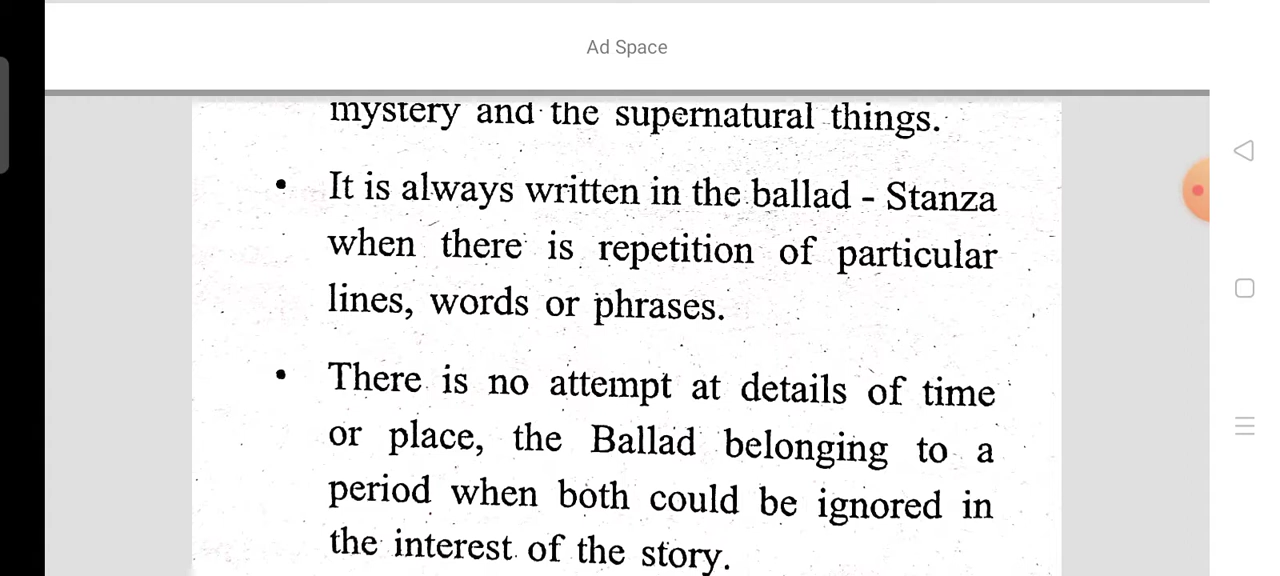 Ad Space
mystery and the supernatural things.
• It is always written in the ballad - Stanza
when there is repetition of particular
lines, words or phrases.
• There is no attempt at details of time
or place, the Ballad belonging to a
period when both could be ignored in
the interest of the story.